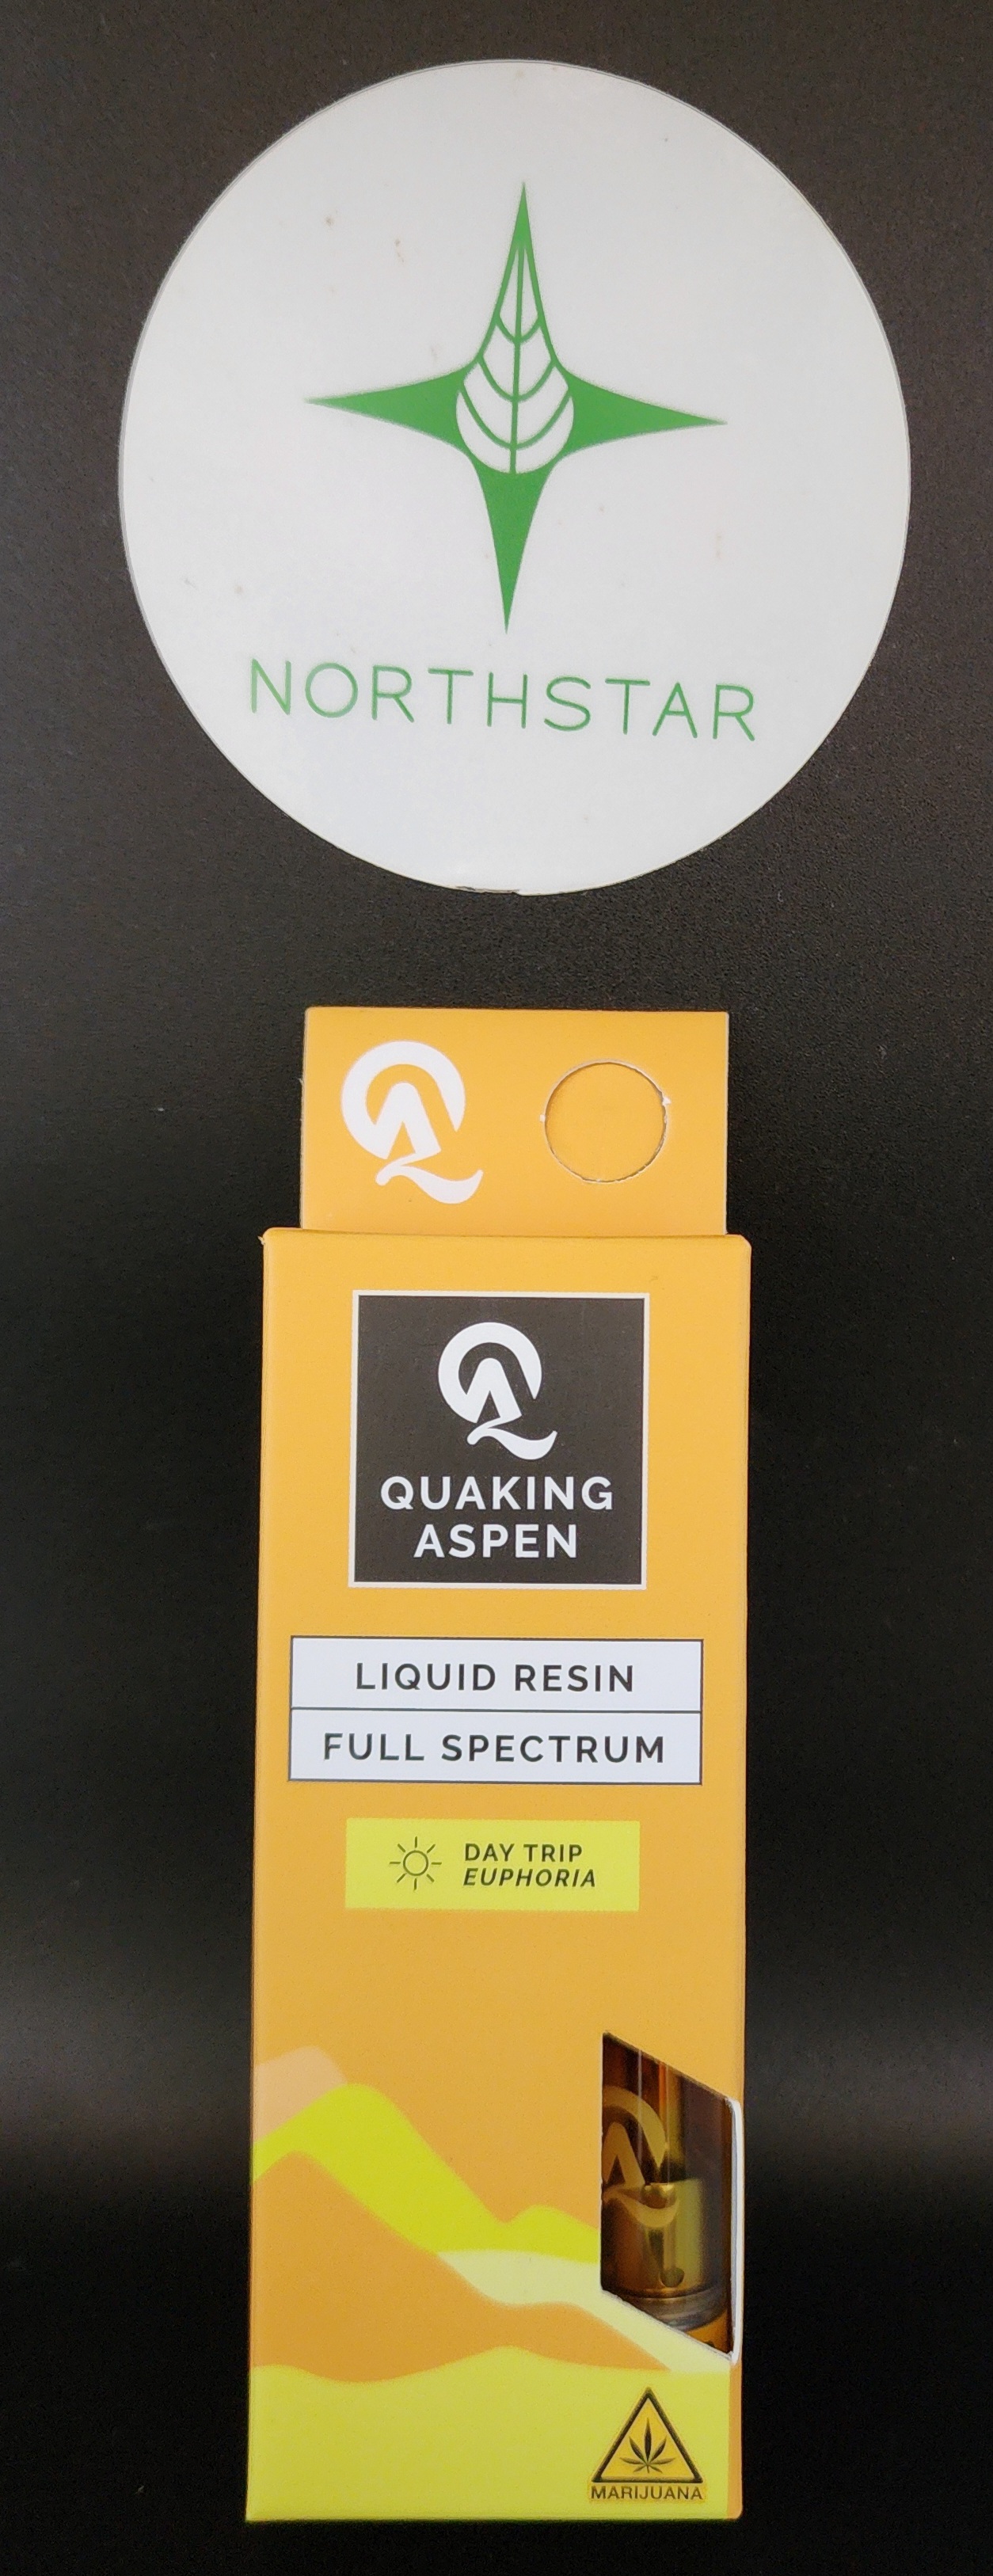 NORTHSTAR
QUAKING
ASPEN
LIQUID RESIN
FULL SPECTRUM
DAY TRIP
EUPHORIA
MARIJUANA